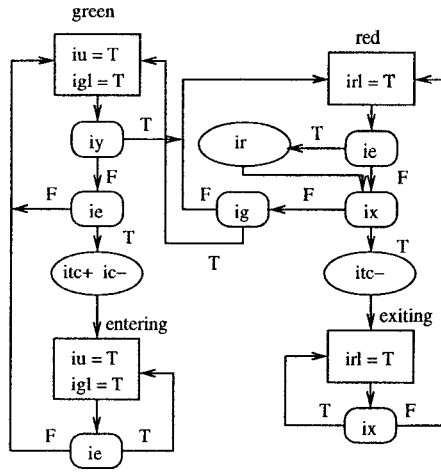 green
iu = T
igl = T
iy
T
F
ie
F
T
itc+ ic−
entering
iu = T
igl = T
ie
F
T
red
irl = T
ie
T
F
ir
ix
F
ig
F
T
T
itc−
exiting
irl = T
ix
T
F